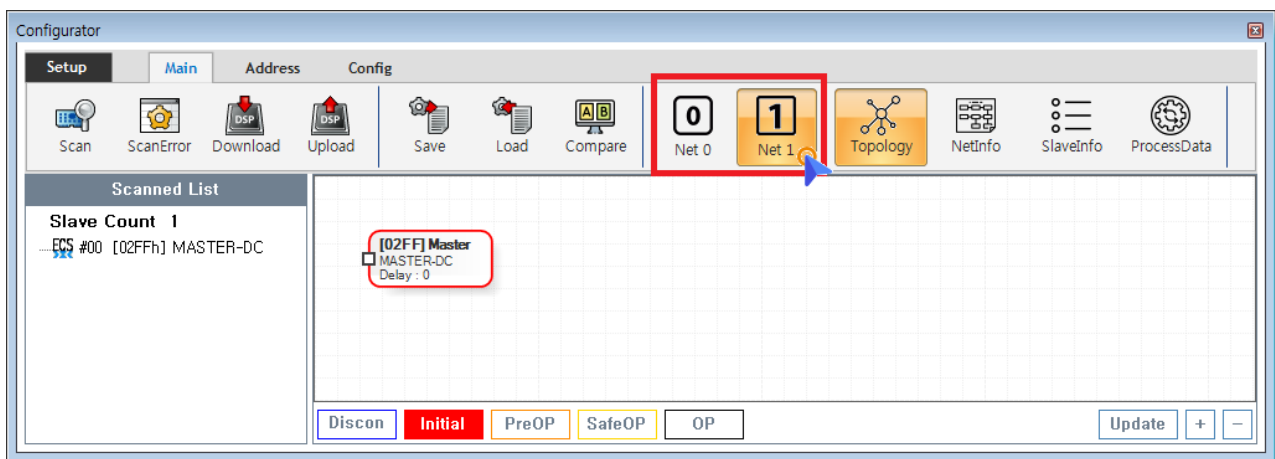 Configurator
Setup Main Address Config
DSP DSP A B 0 1
Scan ScanError Download Upload Save Load Compare Net 0 Net 1 Topology NetInfo SlaveInfo ProcessData
Scanned List
Slave Count 1
ECS #00 [02FFh] MASTER-DC
[02FF] Master
MASTER-DC
Delay : 0
Discon Initial PreOP SafeOP OP Update + −